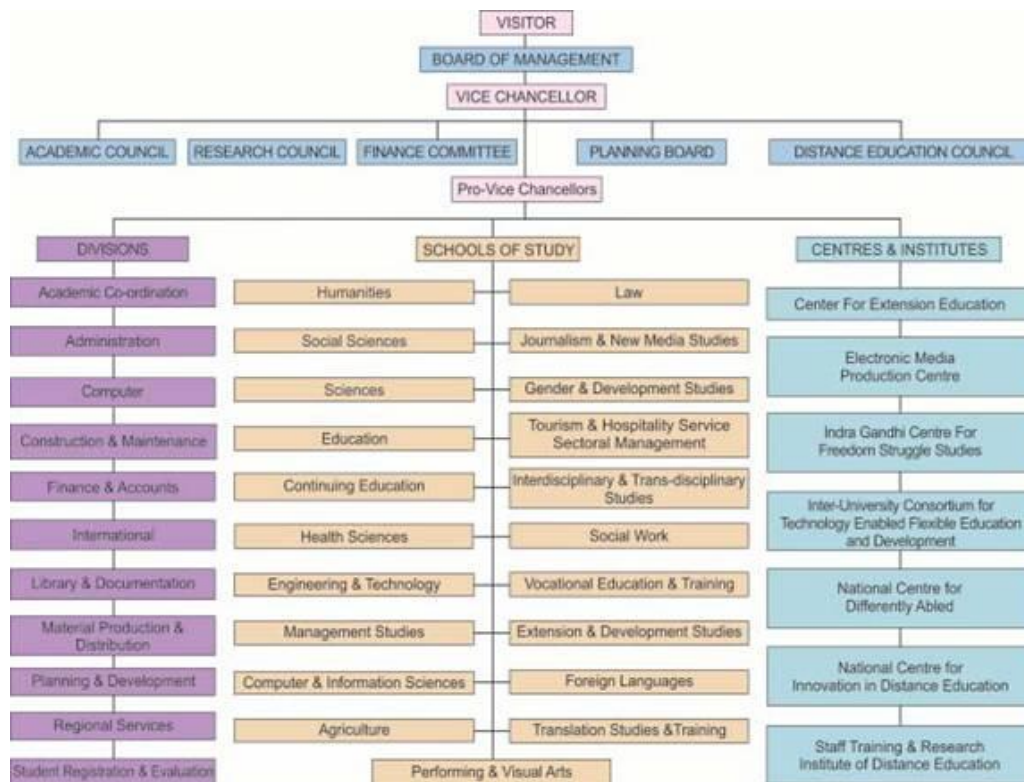 VISITOR
BOARD OF MANAGEMENT
VICE CHANCELLOR
ACADEMIC COUNCIL
RESEARCH COUNCIL
FINANCE COMMITTEE
PLANNING BOARD
DISTANCE EDUCATION COUNCIL
Pro-Vice Chancellors
DIVISIONS
Academic Co-ordination
Administration
Computer
Construction & Maintenance
Finance & Accounts
International
Library & Documentation
Material Production &
Distribution
Planning & Development
Regional Services
Student Registration & Evaluation
SCHOOLS OF STUDY
Humanities
Law
Social Sciences
Journalism & New Media Studies
Sciences
Gender & Development Studies
Education
Tourism & Hospitality Service
Sectoral Management
Continuing Education
Interdisciplinary & Trans-disciplinary
Studies
Health Sciences
Social Work
Engineering & Technology
Vocational Education & Training
Management Studies
Extension & Development Studies
Computer & Information Sciences
Foreign Languages
Agriculture
Translation Studies &Training
Performing & Visual Arts
CENTRES & INSTITUTES
Center For Extension Education
Electronic Media
Production Centre
Indra Gandhi Centre For
Freedom Struggle Studies
Inter-University Consortium for
Technology Enabled Flexible Education
and Development
National Centre for
Differently Abled
National Centre for
Innovation in Distance Education
Staff Training & Research
Institute of Distance Education